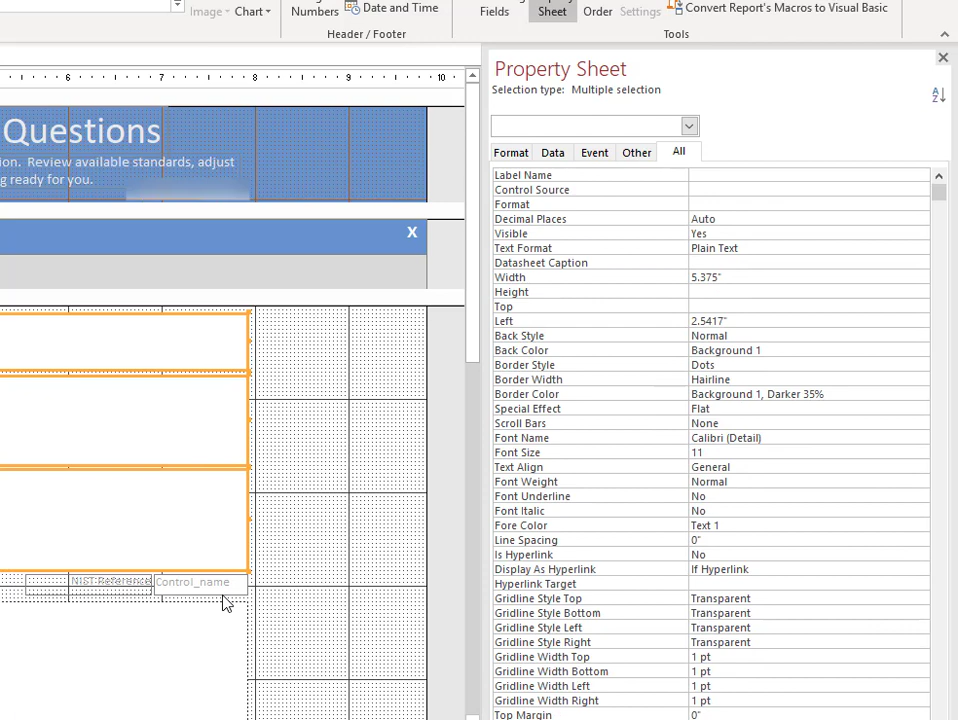 Image
Chart
Numbers
Date and Time
Header / Footer
Fields
Sheet
Order
Settings
Convert Report's Macros to Visual Basic
Tools
6 7 8 9 10
Questions
ion. Review available standards, adjust
ng ready for you.
X
NIST Reference
Control_name
Property Sheet
Selection type: Multiple selection
Format Data Event Other All
Label Name
Control Source
Format
Decimal Places Auto
Visible Yes
Text Format Plain Text
Datasheet Caption
Width 5.375"
Height
Top
Left 2.5417"
Back Style Normal
Back Color Background 1
Border Style Dots
Border Width Hairline
Border Color Background 1, Darker 35%
Special Effect Flat
Scroll Bars None
Font Name Calibri (Detail)
Font Size 11
Text Align General
Font Weight Normal
Font Underline No
Font Italic No
Fore Color Text 1
Line Spacing 0"
Is Hyperlink No
Display As Hyperlink If Hyperlink
Hyperlink Target
Gridline Style Top Transparent
Gridline Style Bottom Transparent
Gridline Style Left Transparent
Gridline Style Right Transparent
Gridline Width Top 1 pt
Gridline Width Bottom 1 pt
Gridline Width Left 1 pt
Gridline Width Right 1 pt
Top Margin 0"